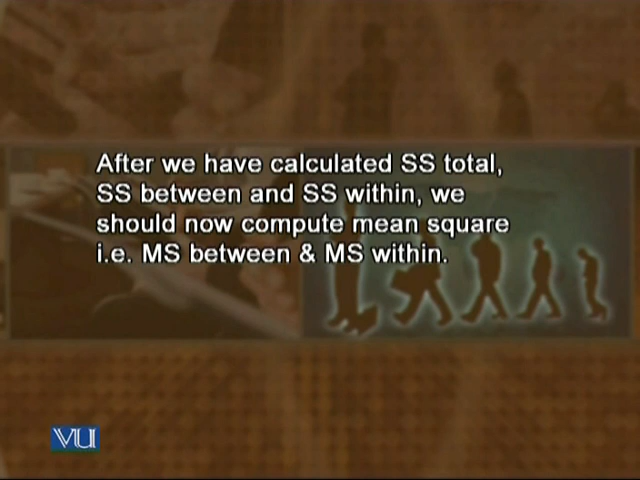 After we have calculated SS total,
SS between and SS within, we
should now compute mean square
i.e. MS between & MS within.
VU